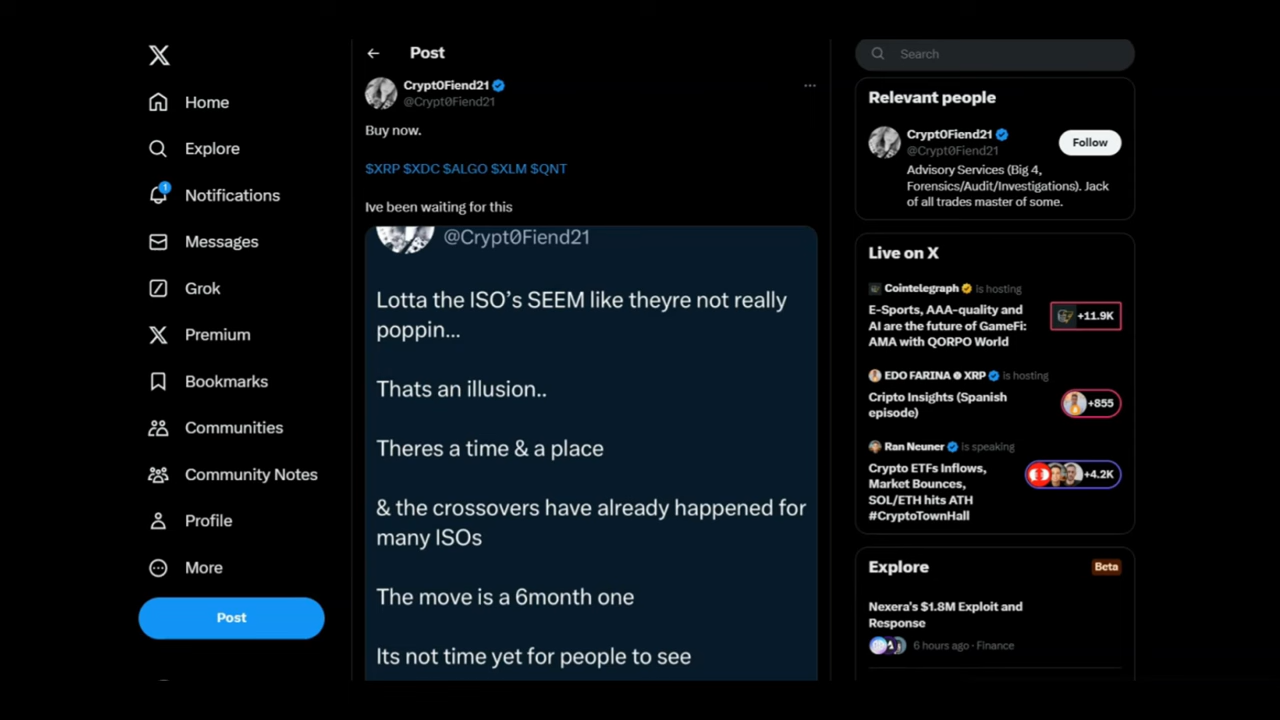 Home
Explore
1
Notifications
Messages
Grok
Premium
Bookmarks
Communities
Community Notes
Profile
More
Post
Post
Crypt0Fiend21
@Crypt0Fiend21
Buy now.
$XRP $XDC $ALGO $XLM $QNT
Ive been waiting for this
@Crypt0Fiend21
Lotta the ISO’s SEEM like theyre not really
poppin...
Thats an illusion..
Theres a time & a place
& the crossovers have already happened for
many ISOs
The move is a 6month one
Its not time yet for people to see
Search
Relevant people
Crypt0Fiend21
@Crypt0Fiend21
Follow
Advisory Services (Big 4,
Forensics/Audit/Investigations). Jack
of all trades master of some.
Live on X
Cointelegraph is hosting
E-Sports, AAA-quality and
AI are the future of GameFi:
AMA with QORPO World
+11.9K
EDO FARINA XRP is hosting
Cripto Insights (Spanish
episode)
+855
Ran Neuner is speaking
Crypto ETFs Inflows,
Market Bounces,
SOL/ETH hits ATH
#CryptoTownHall
+4.2K
Explore
Beta
Nexera's $1.8M Exploit and
Response
6 hours ago · Finance